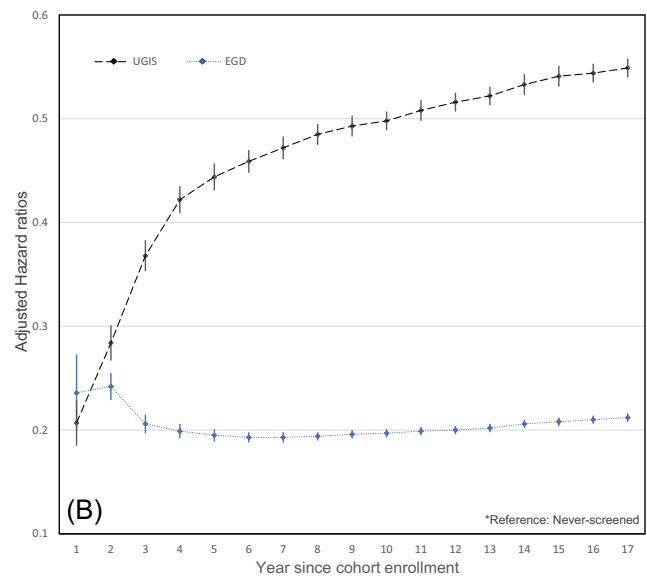 0.6
UGIS EGD
0.5
0.4
Adjusted Hazard ratios
0.3
0.2
(B)
*Reference: Never-screened
0.1
1 2 3 4 5 6 7 8 9 10 11 12 13 14 15 16 17
Year since cohort enrollment